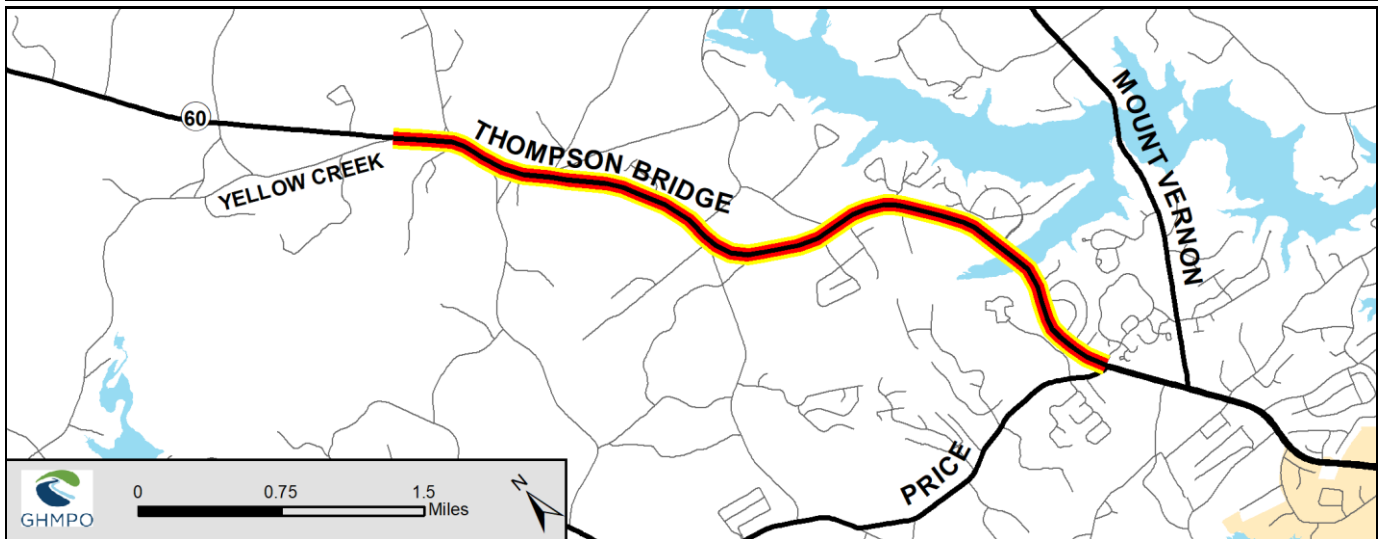 60
YELLOW CREEK
THOMPSON BRIDGE
MOUNT VERNON
PRICE
GHMPO
0 0.75 1.5
Miles
N